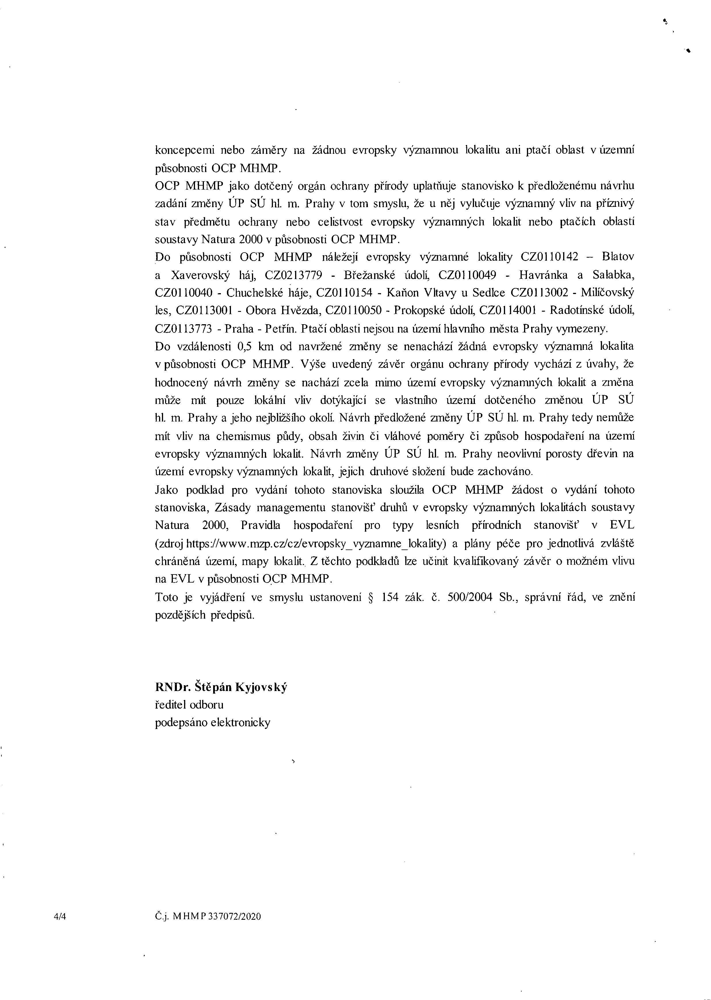 koncepcemi nebo záměry na žádnou evropsky významnou lokalitu ani ptačí oblast v územní
působnosti OCP MHMP.
OCP MHMP jako dotčený orgán ochrany přírody uplatňuje stanovisko k předloženému návrhu
zadání změny ÚP SÚ hl. m. Prahy v tom smyslu, že u něj vylučuje významný vliv na příznivý
stav předmětu ochrany nebo celistvost evropsky významných lokalit nebo ptačích oblastí
soustavy Natura 2000 v působnosti OCP MHMP.
Do působnosti OCP MHMP náležejí evropsky významné lokality CZ0110142 – Blatov
a Xaverovský háj, CZ0213779 - Břežanské údolí, CZ0110049 - Havránka a Salabka,
CZ0110040 - Chuchelské háje, CZ0110154 - Kaňon Vltavy u Sedlce CZ0113002 - Milíčovský
les, CZ0113001 - Obora Hvězda, CZ0110050 - Prokopské údolí, CZ0114001 - Radotínské údolí,
CZ0113773 - Praha - Petřín. Ptačí oblasti nejsou na území hlavního města Prahy vymezeny.
Do vzdálenosti 0,5 km od navržené změny se nenachází žádná evropsky významná lokalita
v působnosti OCP MHMP. Výše uvedený závěr orgánu ochrany přírody vychází z úvahy, že
hodnocený návrh změny se nachází zcela mimo území evropsky významných lokalit a změna
může mít pouze lokální vliv dotýkající se vlastního území dotčeného změnou ÚP SÚ
hl. m. Prahy a jeho nejbližšího okolí. Návrh předložené změny ÚP SÚ hl. m. Prahy tedy nemůže
mít vliv na chemismus půdy, obsah živin či vláhové poměry či způsob hospodaření na území
evropsky významných lokalit. Návrh změny ÚP SÚ hl. m. Prahy neovlivní porosty dřevin na
území evropsky významných lokalit, jejich druhové složení bude zachováno.
Jako podklad pro vydání tohoto stanoviska sloužila OCP MHMP žádost o vydání tohoto
stanoviska, Zásady managementu stanovišť druhů v evropsky významných lokalitách soustavy
Natura 2000, Pravidla hospodaření pro typy lesních přírodních stanovišť v EVL
(zdroj https://www.mzp.cz/cz/evropsky_vyznamne_lokality) a plány péče pro jednotlivá zvláště
chráněná území, mapy lokalit. Z těchto podkladů lze učinit kvalifikovaný závěr o možném vlivu
na EVL v působnosti OCP MHMP.
Toto je vyjádření ve smyslu ustanovení § 154 zák. č. 500/2004 Sb., správní řád, ve znění
pozdějších předpisů.
RNDr. Štěpán Kyjovský
ředitel odboru
podepsáno elektronicky
4/4 Č.j. MHMP 337072/2020